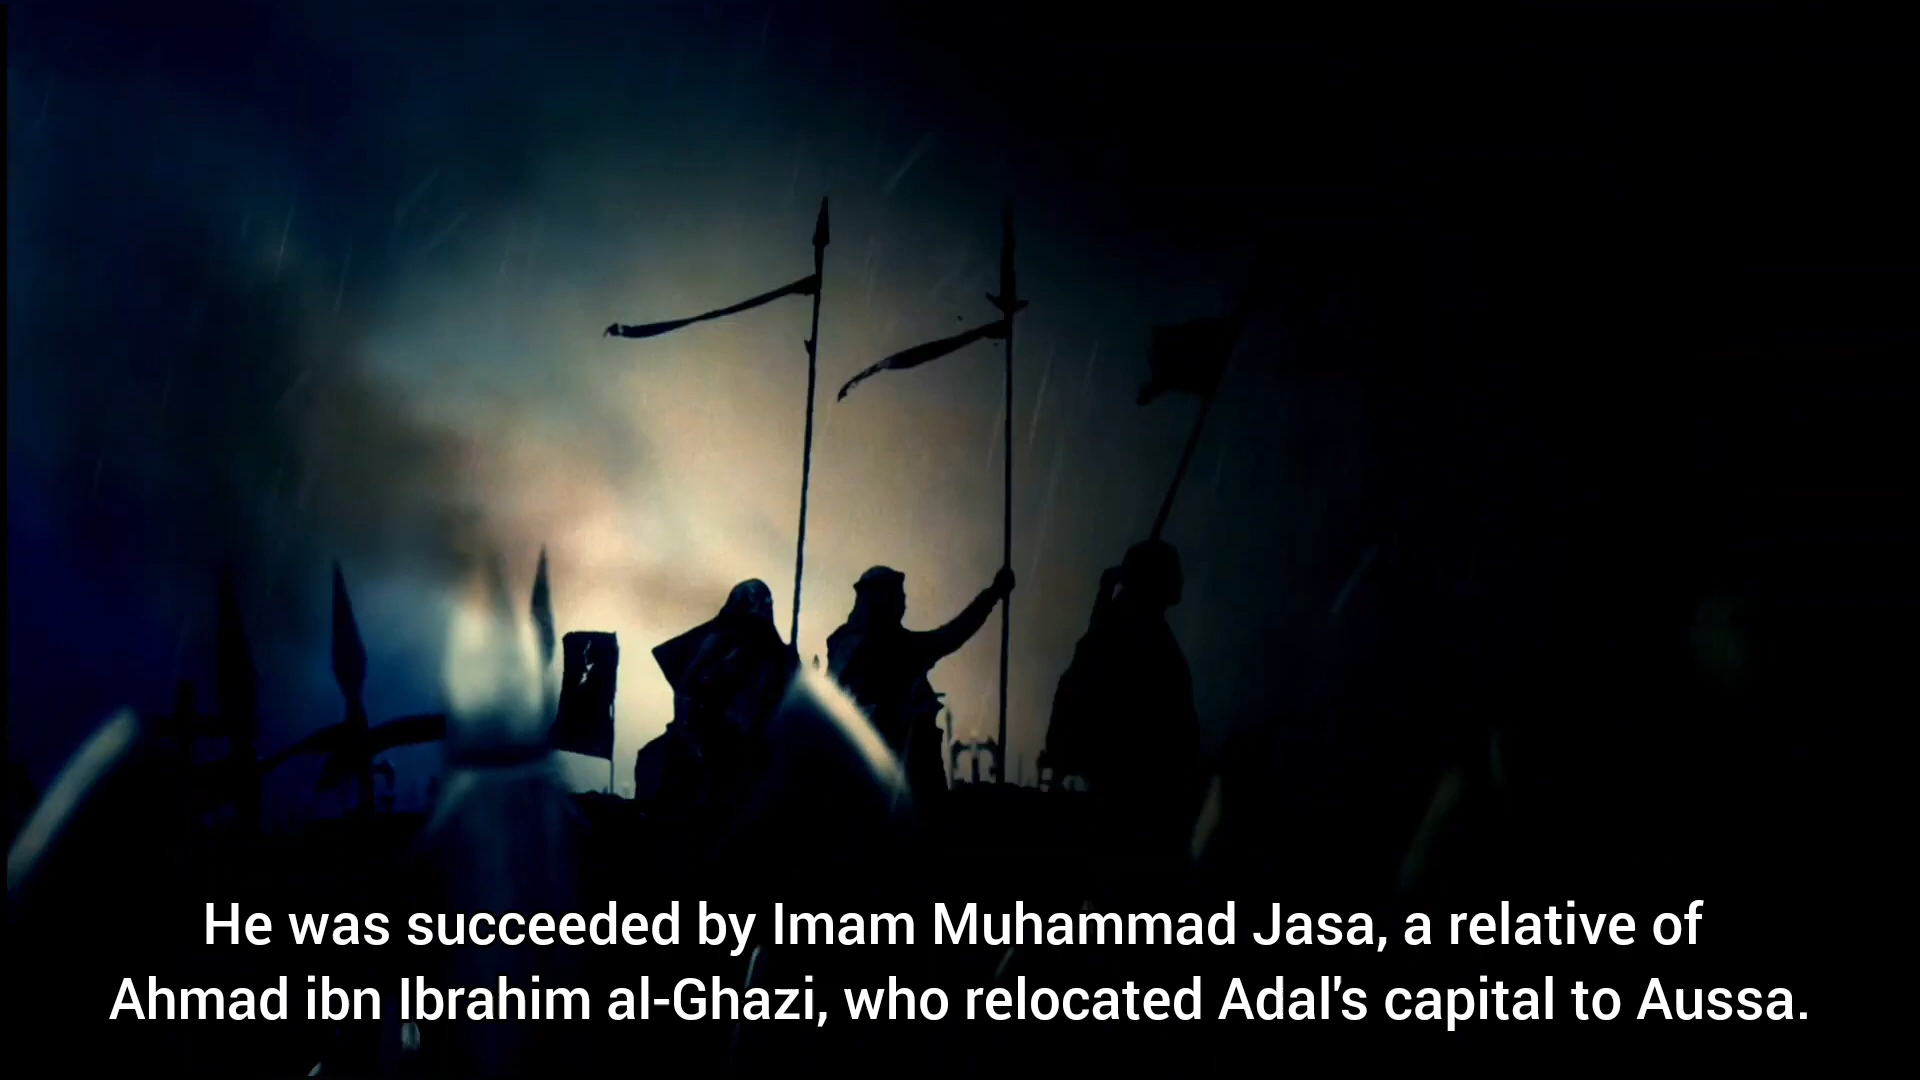 He was succeeded by Imam Muhammad Jasa, a relative of
Ahmad ibn Ibrahim al-Ghazi, who relocated Adal's capital to Aussa.